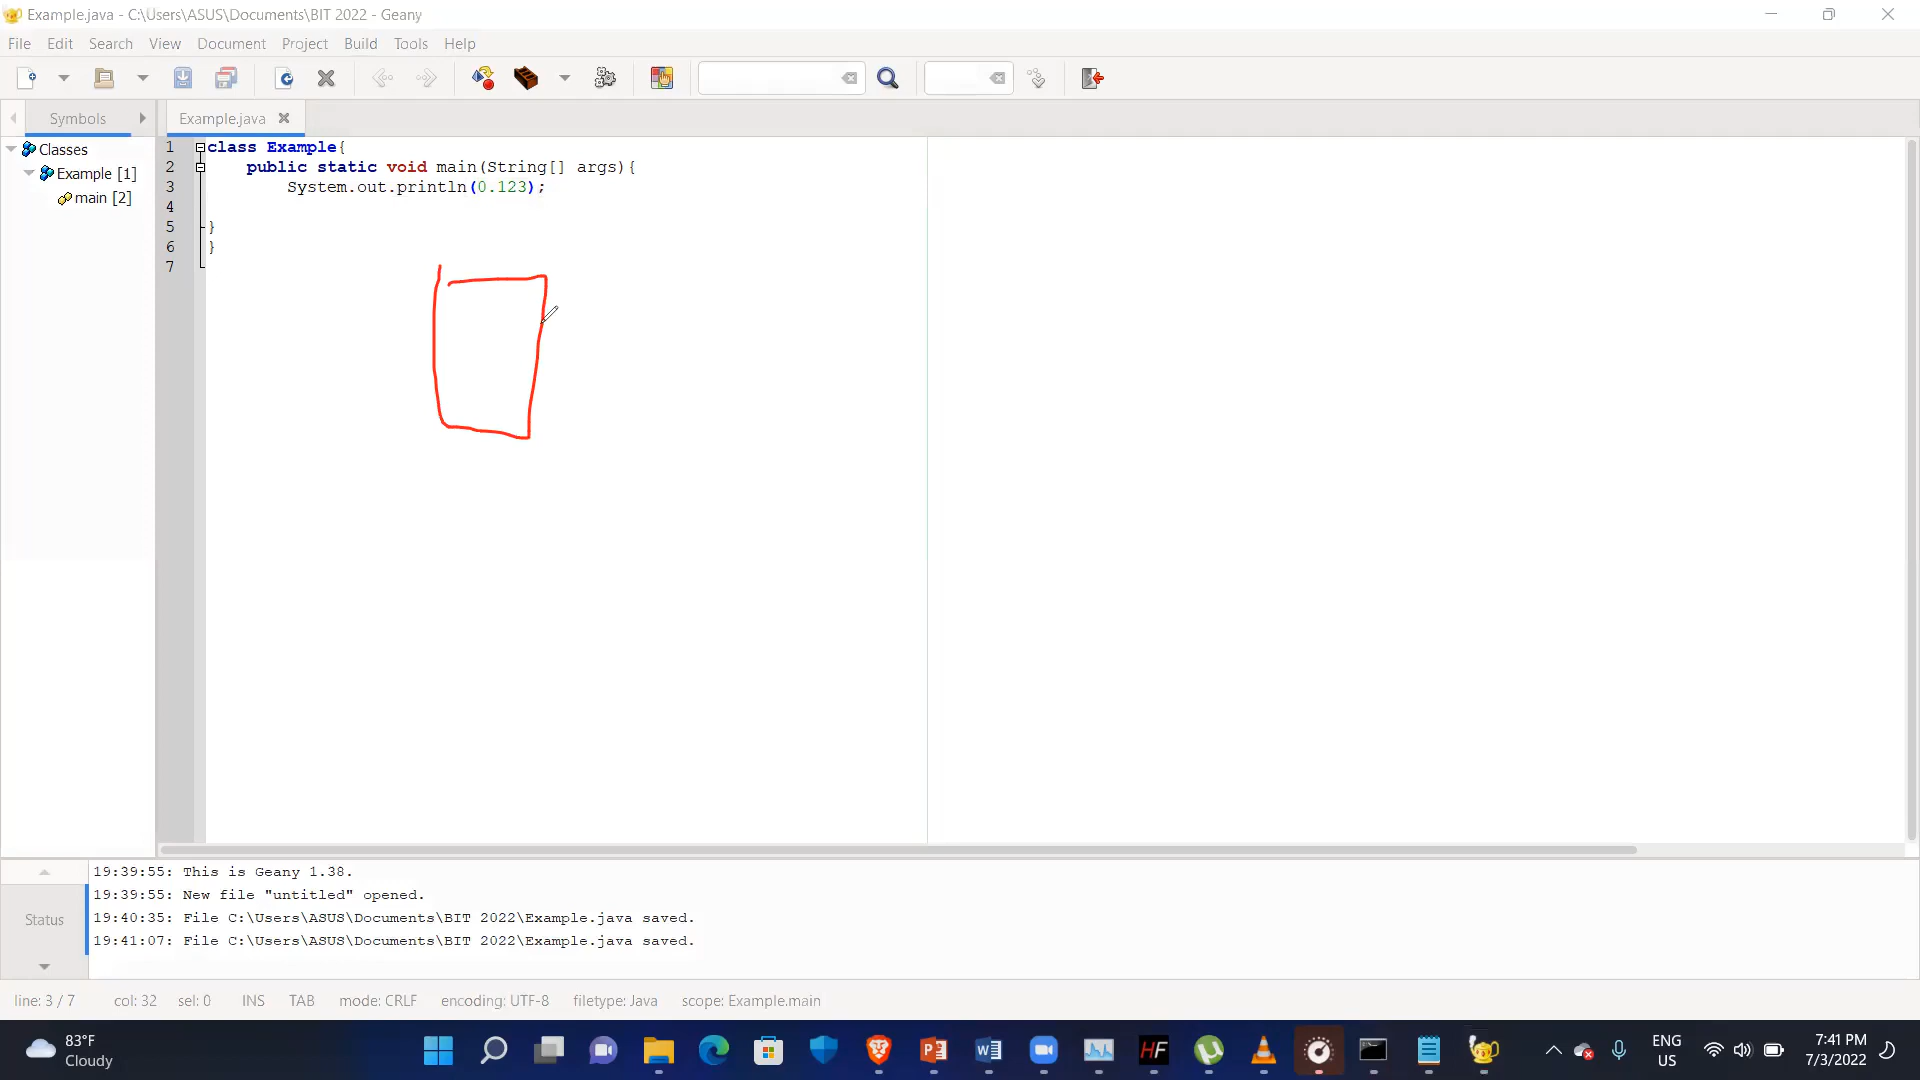 Example.java - C:\Users\ASUS\Documents\BIT 2022 - Geany
File Edit Search View Document Project Build Tools Help
Symbols
Example.java
Classes
Example [1]
main [2]
1 class Example{
2 public static void main(String[] args){
3 System.out.println(0.123);
4
5 }
6 }
7
19:39:55: This is Geany 1.38.
19:39:55: New file "untitled" opened.
Status
19:40:35: File C:\Users\ASUS\Documents\BIT 2022\Example.java saved.
19:41:07: File C:\Users\ASUS\Documents\BIT 2022\Example.java saved.
line: 3 / 7 col: 32 sel: 0 INS TAB mode: CRLF encoding: UTF-8 filetype: Java scope: Example.main
83°F
Cloudy
P
W
HF
ENG
US
7:41 PM
7/3/2022